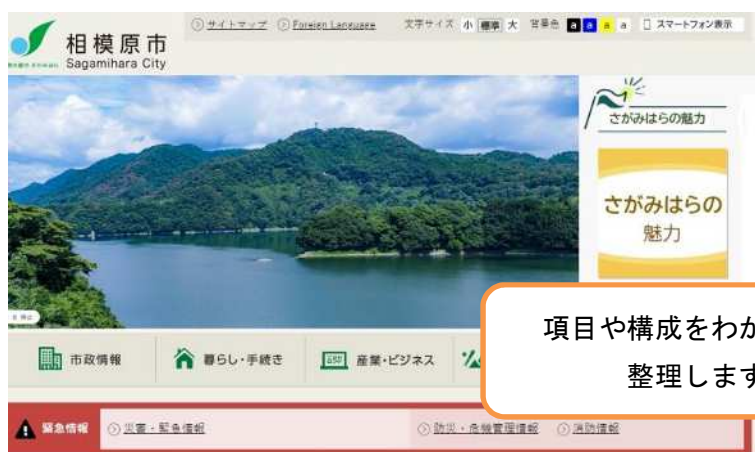 サイトマップ Foreign Language 文字サイズ 小 標準 大 背景色 a a a a スマートフォン表示
相模原市
Sagamihara City
さがみはらの魅力
さがみはらの
魅力
項目や構成をわか
整理します
市政情報 暮らし・手続き 産業・ビジネス
緊急情報 災害・緊急情報 防災・危機管理情報 消防情報